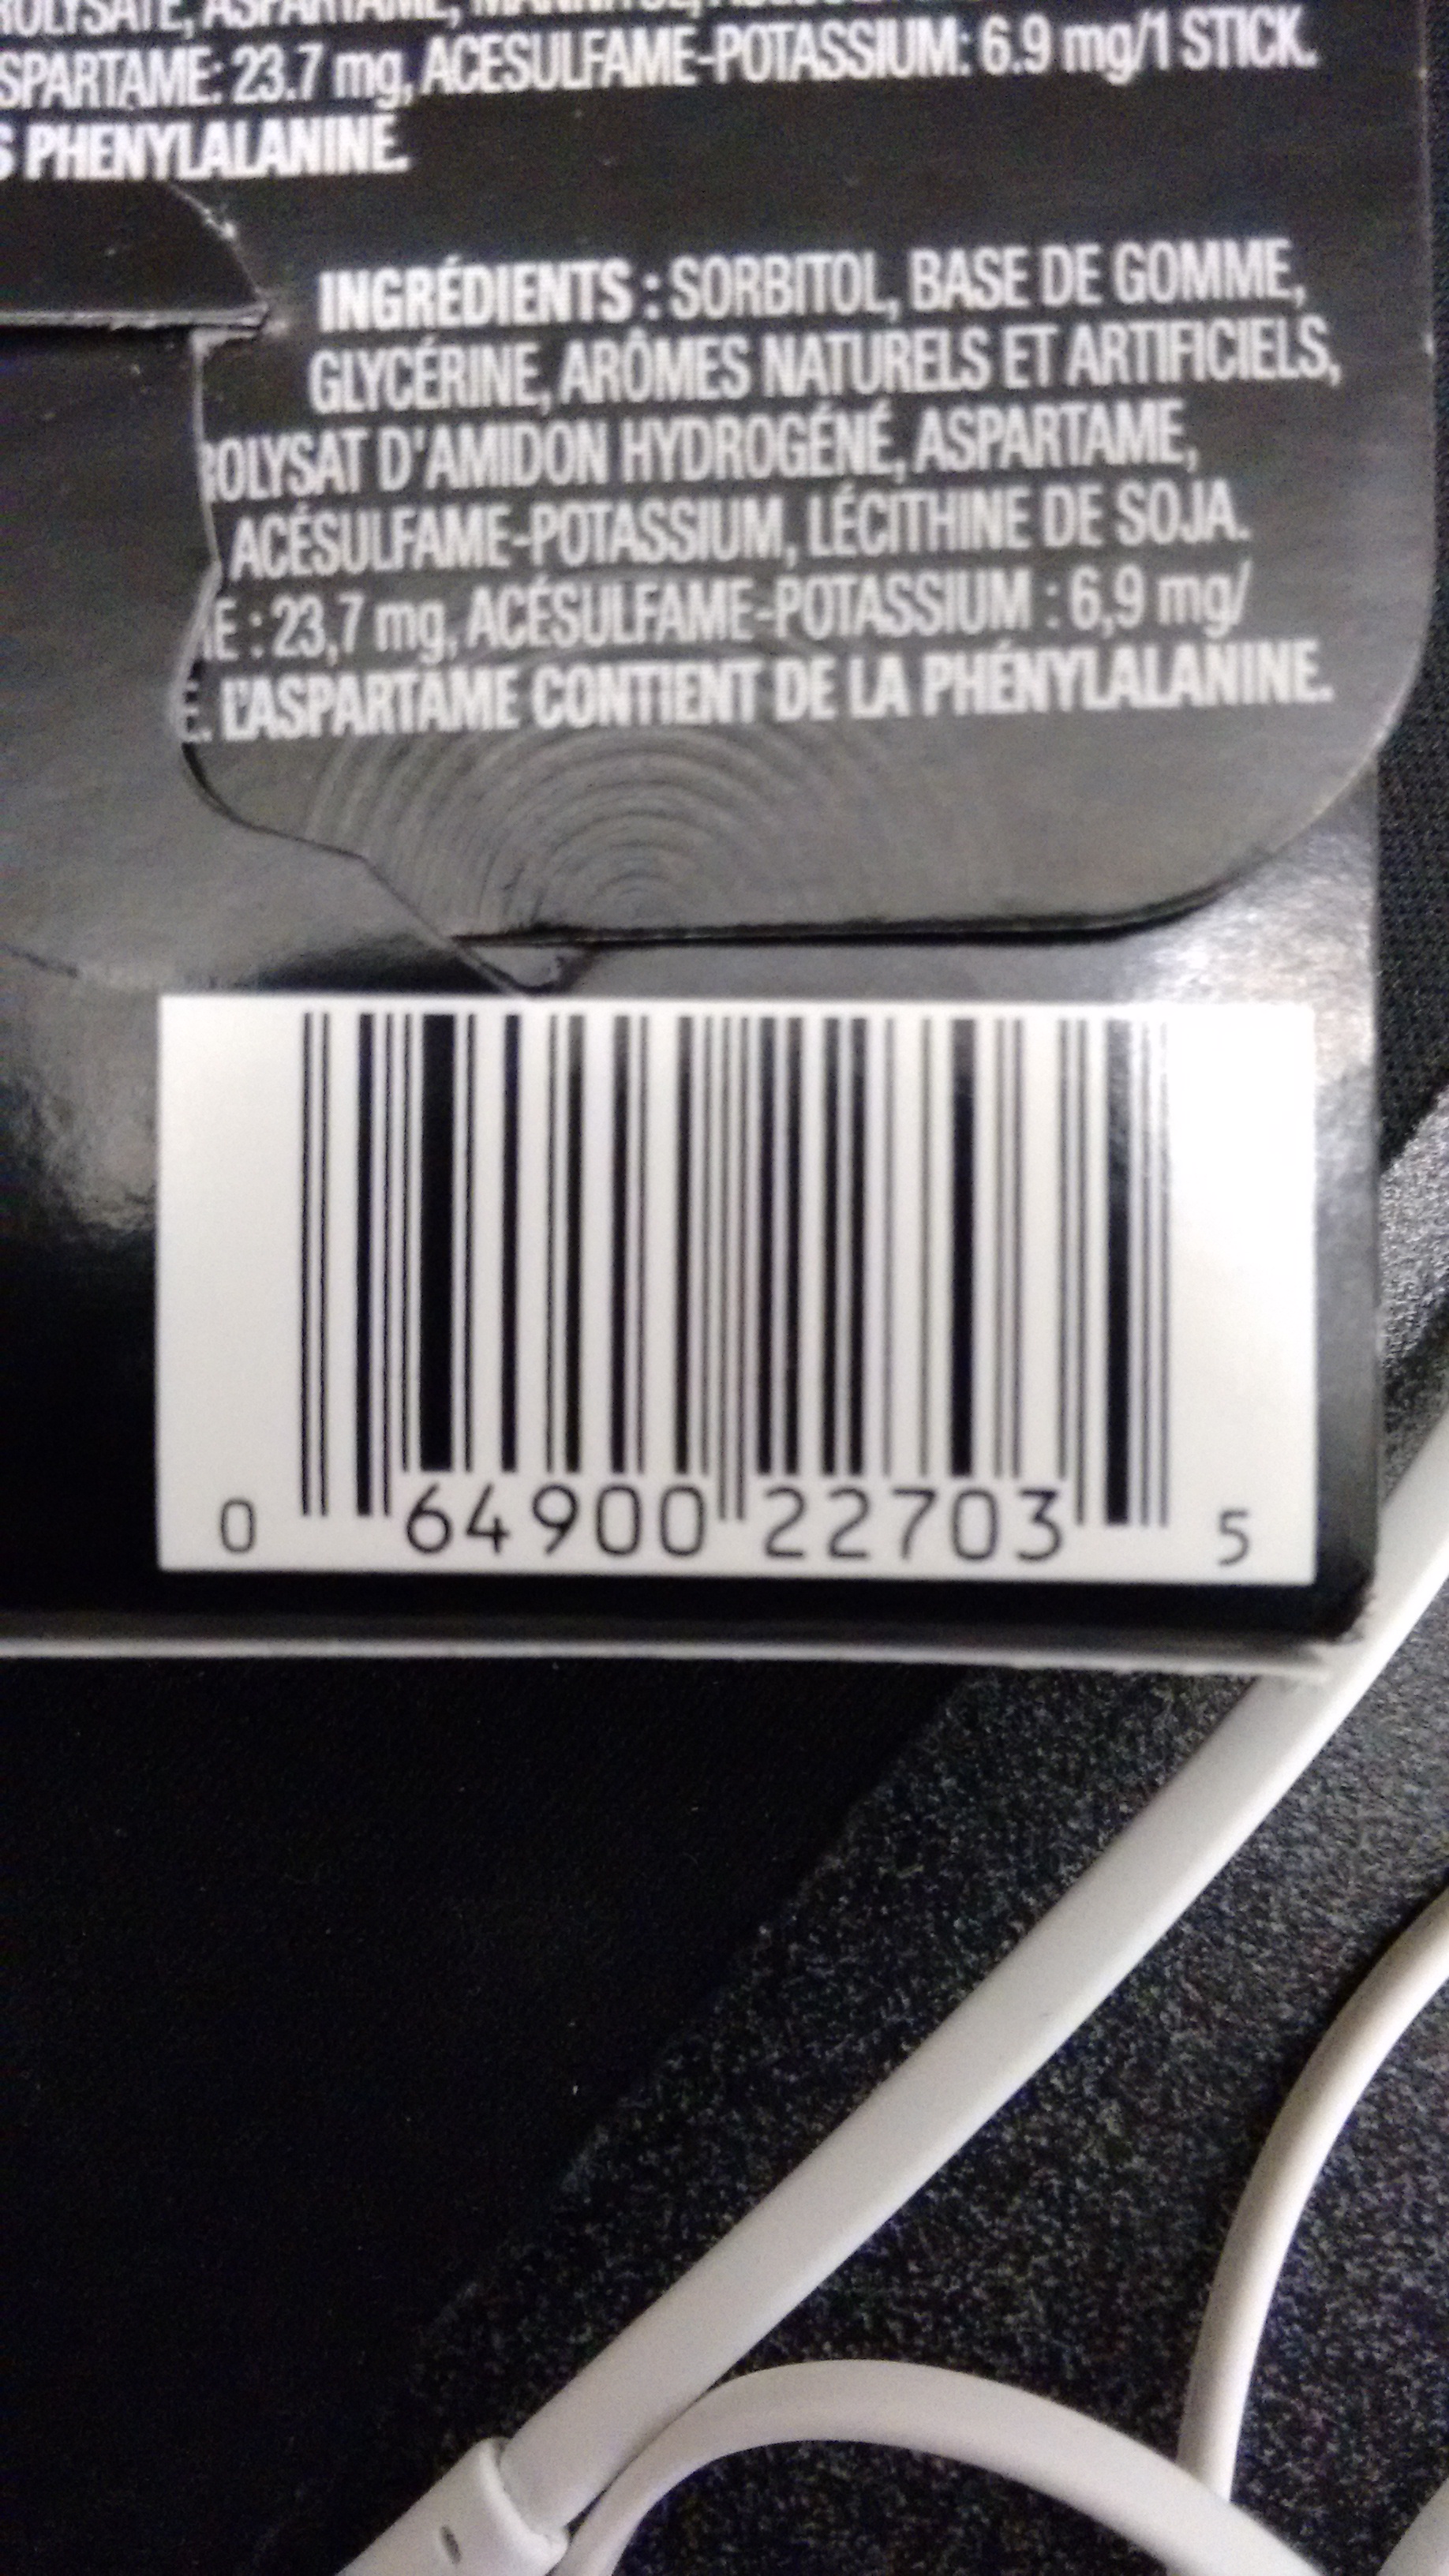 ASPARTAME,
SPARTAME: 23.7 mg, ACESULFAME-POTASSIUM: 6.9 mg/1 STICK.
S PHENYLALANINE.
INGRÉDIENTS : SORBITOL, BASE DE GOMME,
GLYCÉRINE, ARÔMES NATURELS ET ARTIFICIELS,
ROLYSAT D'AMIDON HYDROGÉNÉ, ASPARTAME,
ACÉSULFAME-POTASSIUM, LÉCITHINE DE SOJA.
E : 23,7 mg, ACÉSULFAME-POTASSIUM : 6,9 mg/
E. L'ASPARTAME CONTIENT DE LA PHÉNYLALANINE.
0 64900 22703 5